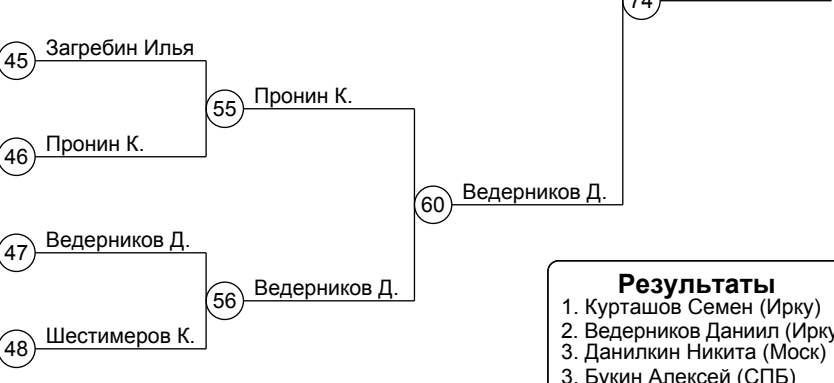 74
45 Загребин Илья
55 Пронин К.
46 Пронин К.
60 Ведерников Д.
47 Ведерников Д.
56 Ведерников Д.
48 Шестимеров К.
Результаты
1. Курташов Семен (Ирку)
2. Ведерников Даниил (Ирку
3. Данилкин Никита (Моск)
3. Букин Алексей (СПБ)